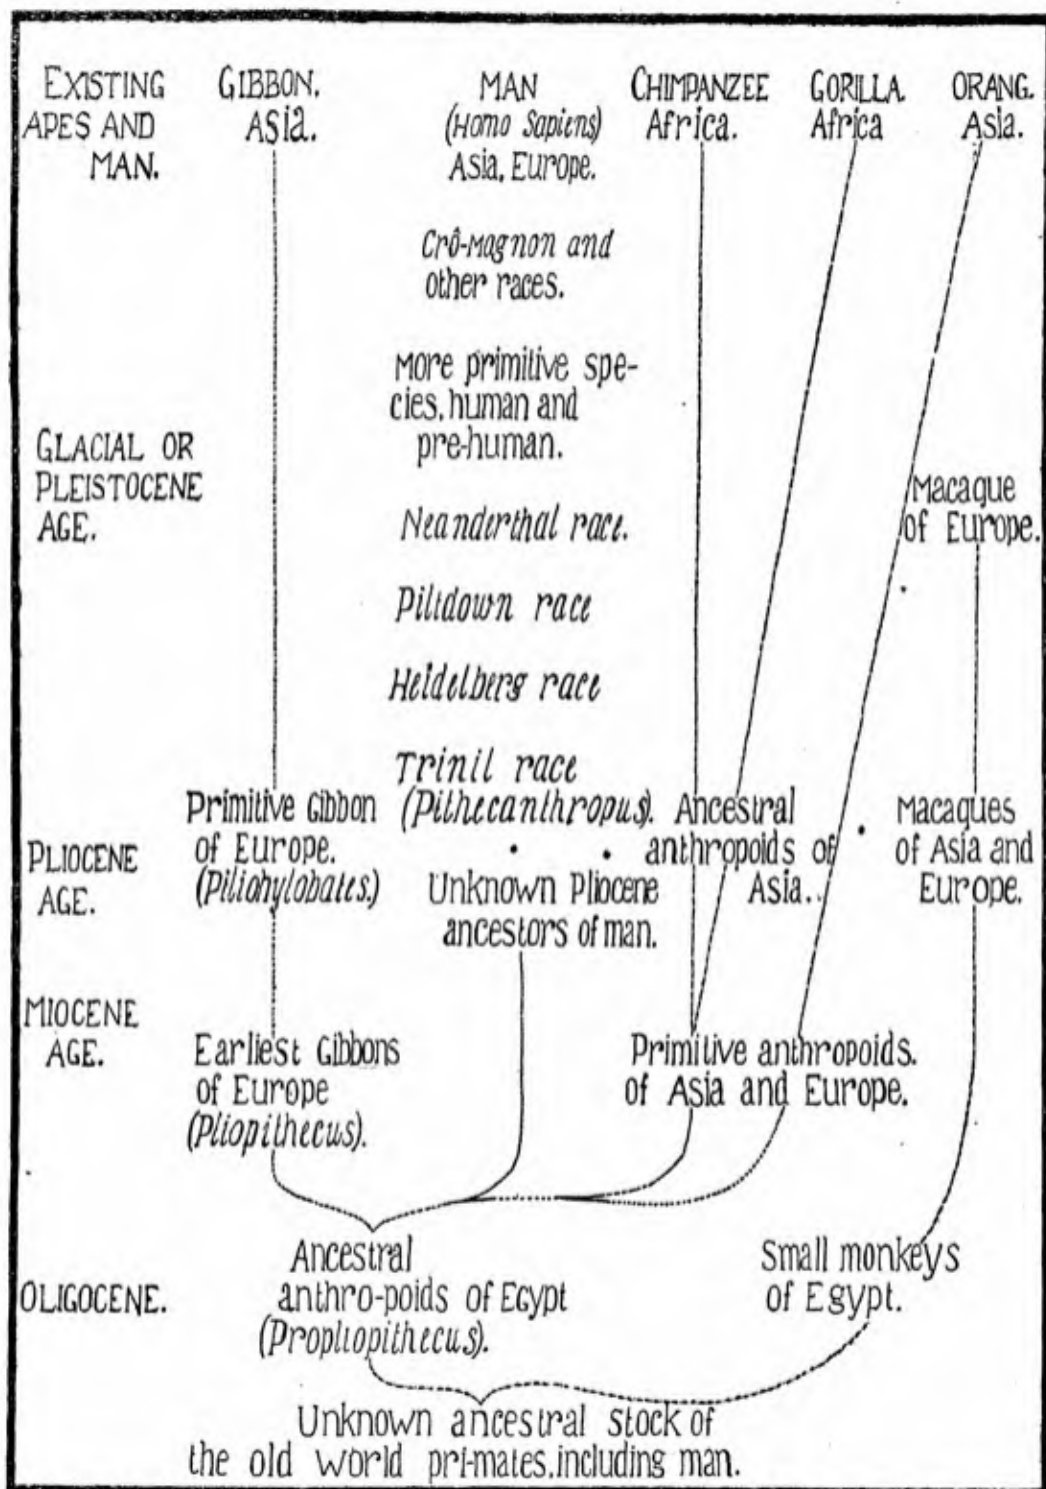 EXISTING
APES AND
MAN.
GIBBON.
Asia.
MAN
(Homo Sapiens)
Asia, Europe.
CHIMPANZEE
Africa.
GORILLA.
Africa
ORANG.
Asia.
Crô-Magnon and
other races.
More primitive spe-
cies, human and
pre-human.
GLACIAL OR
PLEISTOCENE
AGE.
Neanderthal race.
Macaque
of Europe.
Piltdown race
Heidelberg race
Trinil race
(Pithecanthropus).
PLIOCENE
AGE.
Primitive Gibbon
of Europe.
(Pliohylobates.)
Unknown Pliocene
ancestors of man.
Ancestral
anthropoids of
Asia.
Macaques
of Asia and
Europe.
MIOCENE
AGE.
Earliest Gibbons
of Europe
(Pliopithecus).
Primitive anthropoids.
of Asia and Europe.
OLIGOCENE.
Ancestral
anthro-poids of Egypt
(Propliopithecus).
Small monkeys
of Egypt.
Unknown ancestral stock of
the old world pri-mates, including man.